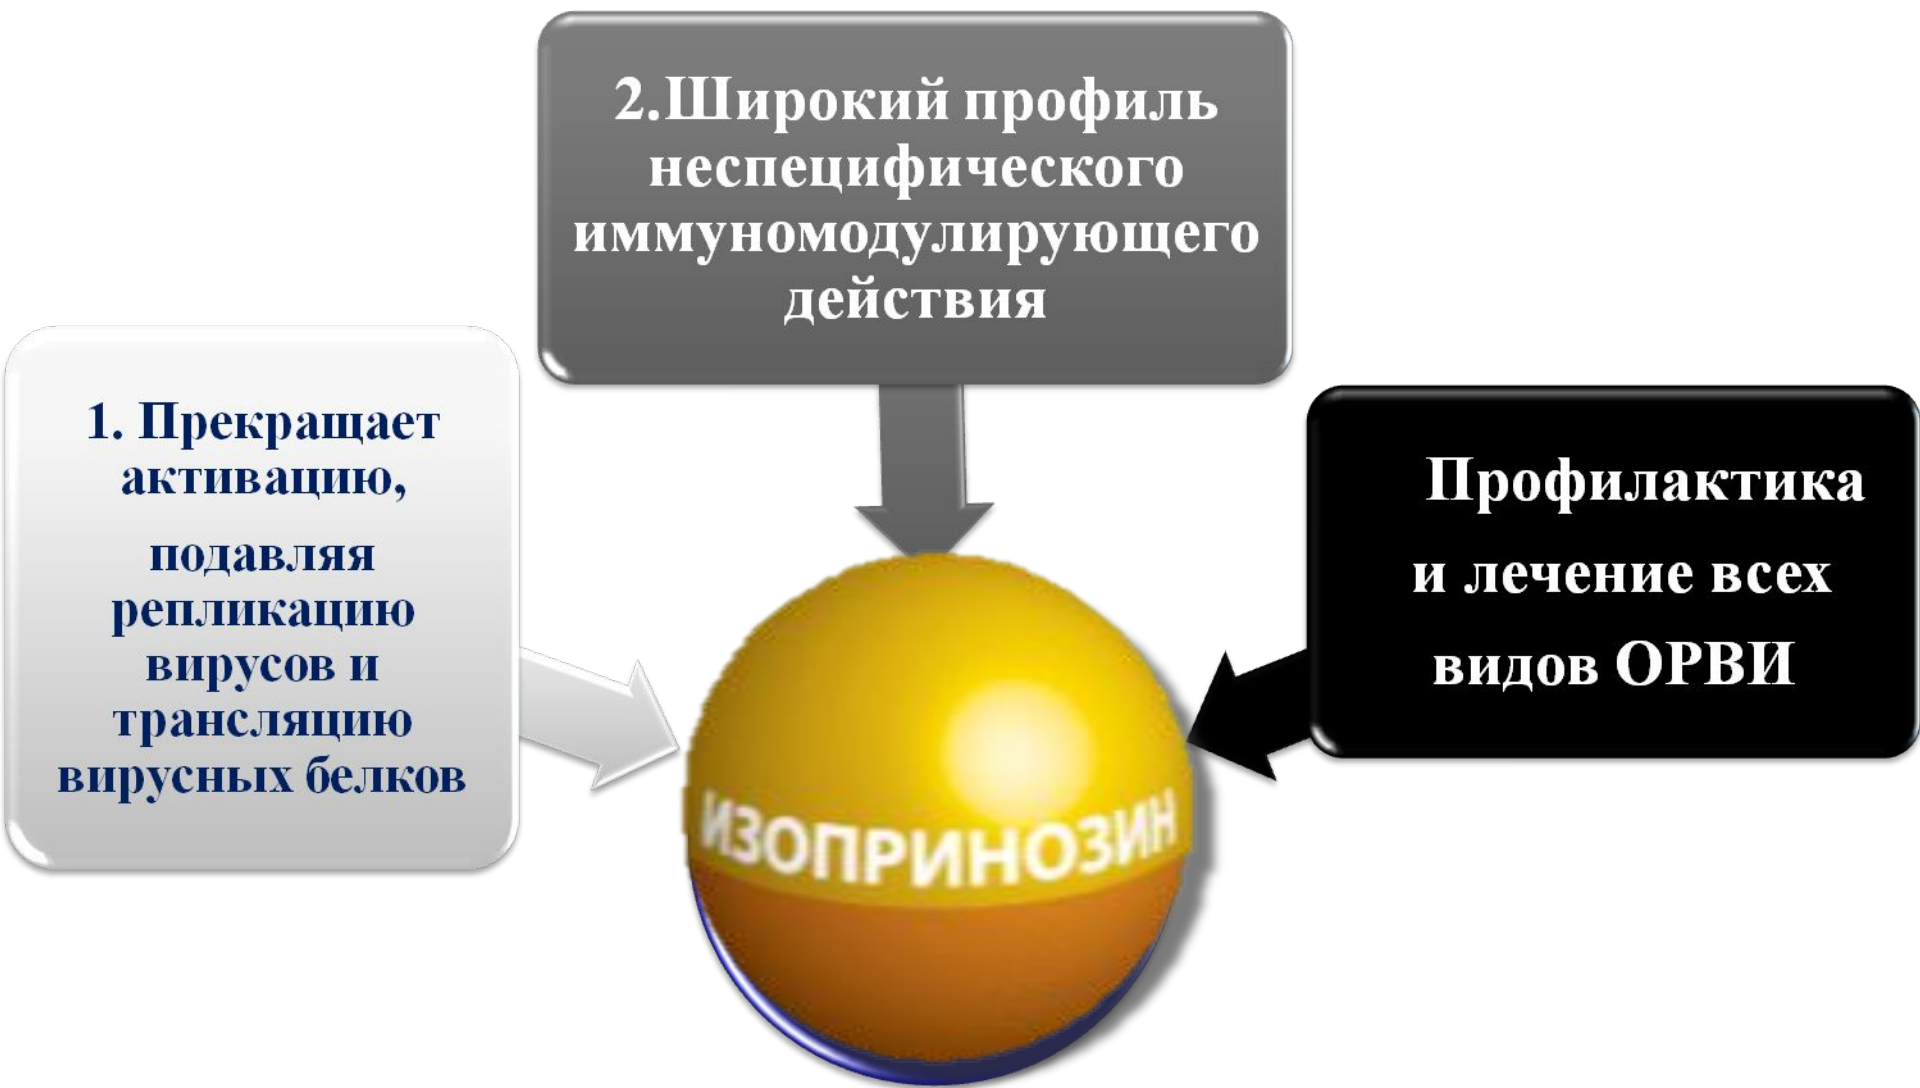 2.Широкий профиль
неспецифического
иммуномодулирующего
действия
1. Прекращает
активацию,
подавляя
репликацию
вирусов и
трансляцию
вирусных белков
Профилактика
и лечение всех
видов ОРВИ
ИЗОПРИНОЗИН